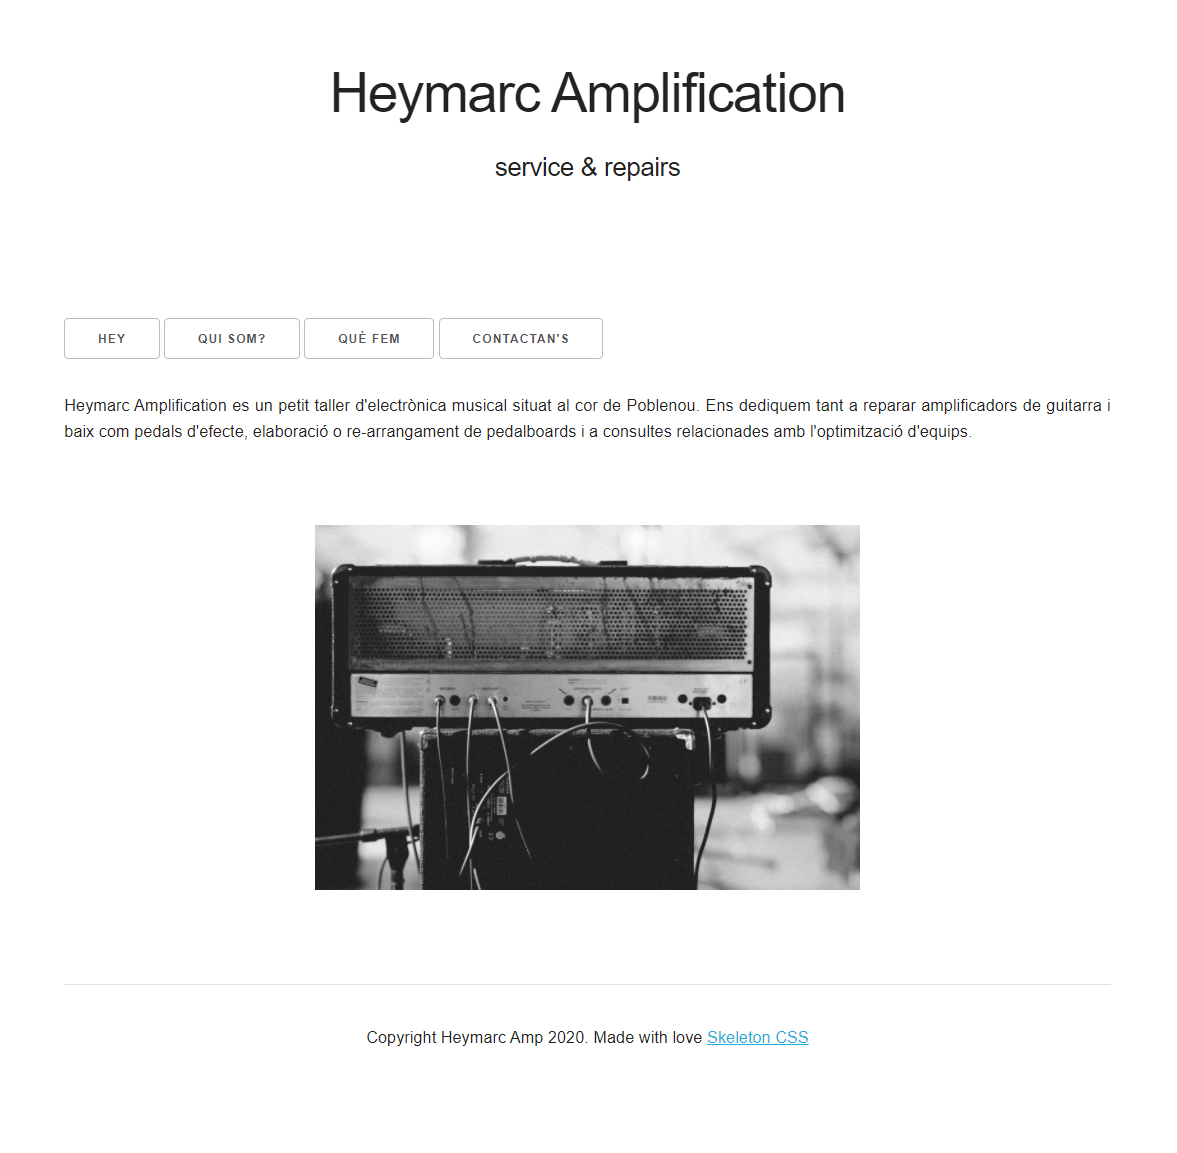 Heymarc Amplification
service & repairs
HEY
QUI SOM?
QUÈ FEM
CONTACTAN'S
Heymarc Amplification es un petit taller d'electrònica musical situat al cor de Poblenou. Ens dediquem tant a reparar amplificadors de guitarra i
baix com pedals d'efecte, elaboració o re-arrangament de pedalboards i a consultes relacionades amb l'optimització d'equips.
Copyright Heymarc Amp 2020. Made with love Skeleton CSS